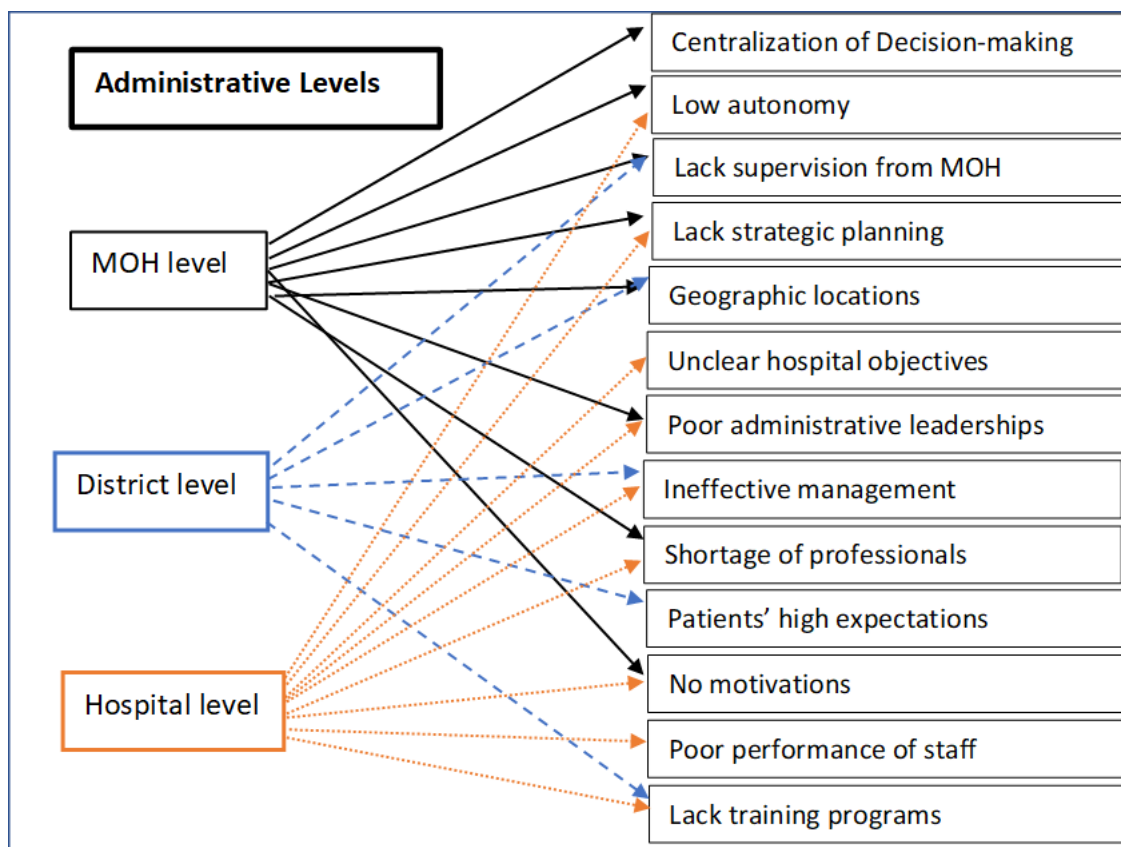 Administrative Levels
MOH level
District level
Hospital level
Centralization of Decision-making
Low autonomy
Lack supervision from MOH
Lack strategic planning
Geographic locations
Unclear hospital objectives
Poor administrative leaderships
Ineffective management
Shortage of professionals
Patients’ high expectations
No motivations
Poor performance of staff
Lack training programs